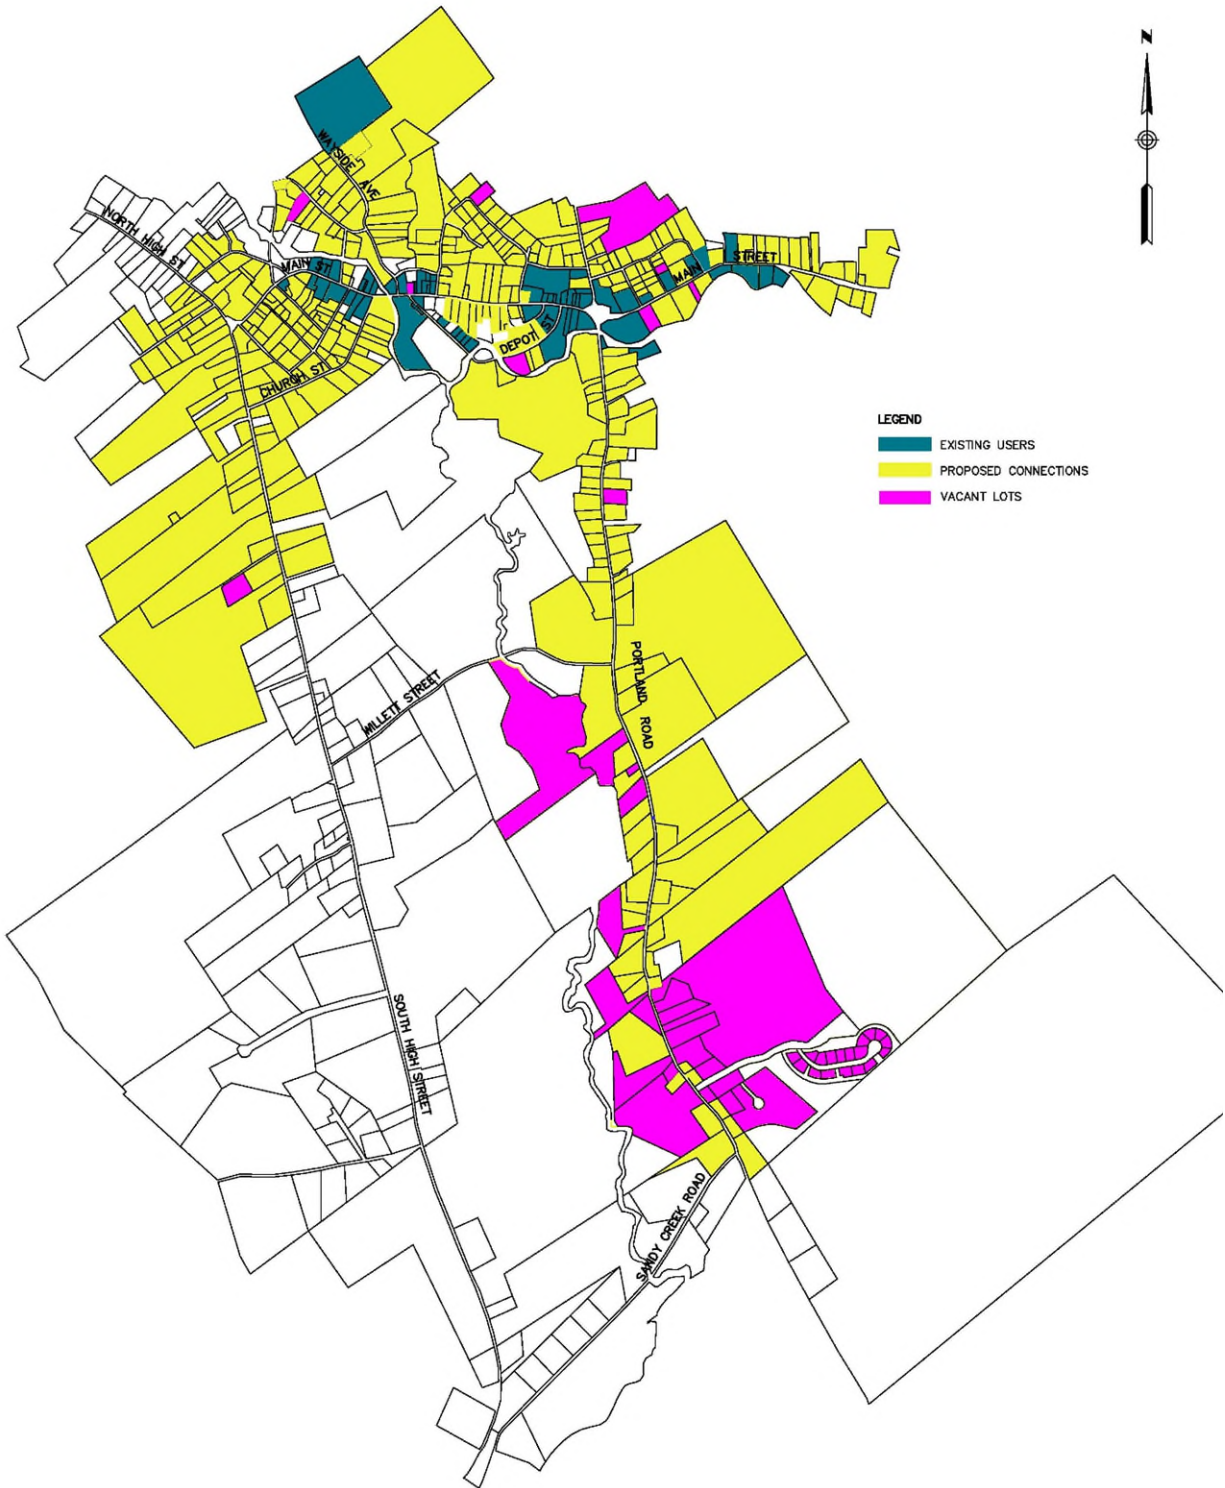 N
WAYSIDE AVE
NORTH HIGH ST
MAIN ST
MAIN STREET
DEPOT ST
CHURCH ST
LEGEND
EXISTING USERS
PROPOSED CONNECTIONS
VACANT LOTS
PORTLAND ROAD
WILLETT STREET
SOUTH HIGH STREET
SANDY CREEK ROAD